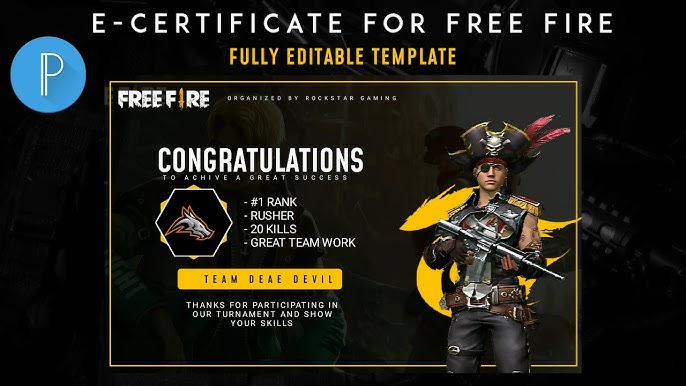 E-CERTIFICATE FOR FREE FIRE
FULLY EDITABLE TEMPLATE
P
FREE FIRE
ORGANIZED BY ROCKSTAR GAMING
CONGRATULATIONS
TO ACHIVE A GREAT SUCCESS
- #1 RANK
- RUSHER
- 20 KILLS
- GREAT TEAM WORK
TEAM DEAE DEVIL
THANKS FOR PARTICIPATING IN
OUR TURNAMENT AND SHOW
YOUR SKILLS